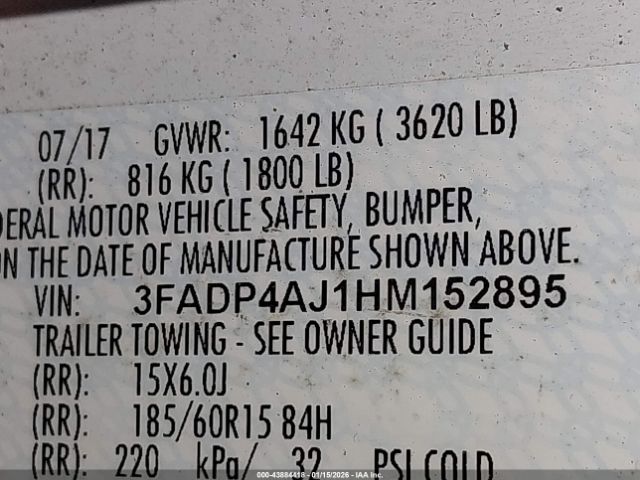 07/17 GVWR: 1642 KG ( 3620 LB)
(RR): 816 KG ( 1800 LB)
DERAL MOTOR VEHICLE SAFETY, BUMPER,
ON THE DATE OF MANUFACTURE SHOWN ABOVE.
VIN: 3FADP4AJ1HM152895
TRAILER TOWING - SEE OWNER GUIDE
(RR): 15X6.0J
(RR): 185/60R15 84H
(RR): 220 kPa/ 32 PSI COLD
000-43884418 - 01/15/2026 - © IAA Inc.